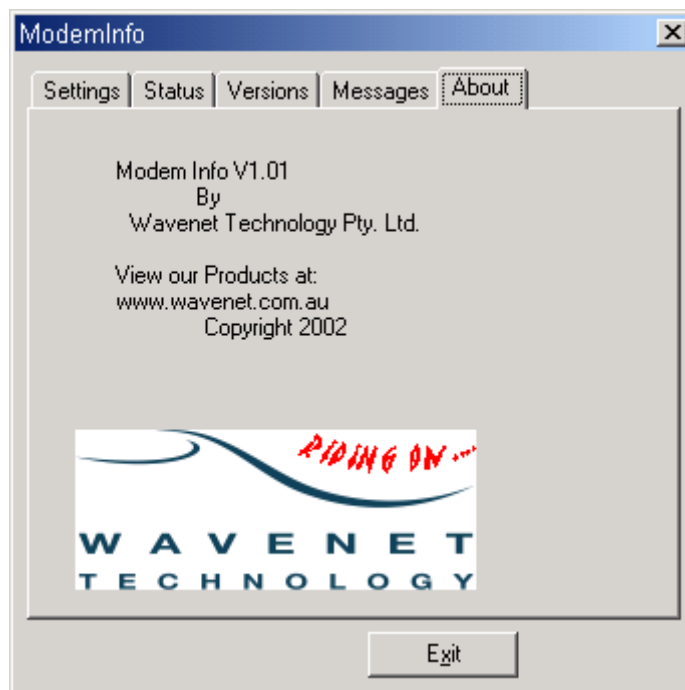 ModemInfo
Settings Status Versions Messages About
Modem Info V1.01
By
Wavenet Technology Pty. Ltd.
View our Products at:
www.wavenet.com.au
Copyright 2002
RIDING ON ....
WAVENET
TECHNOLOGY
Exit